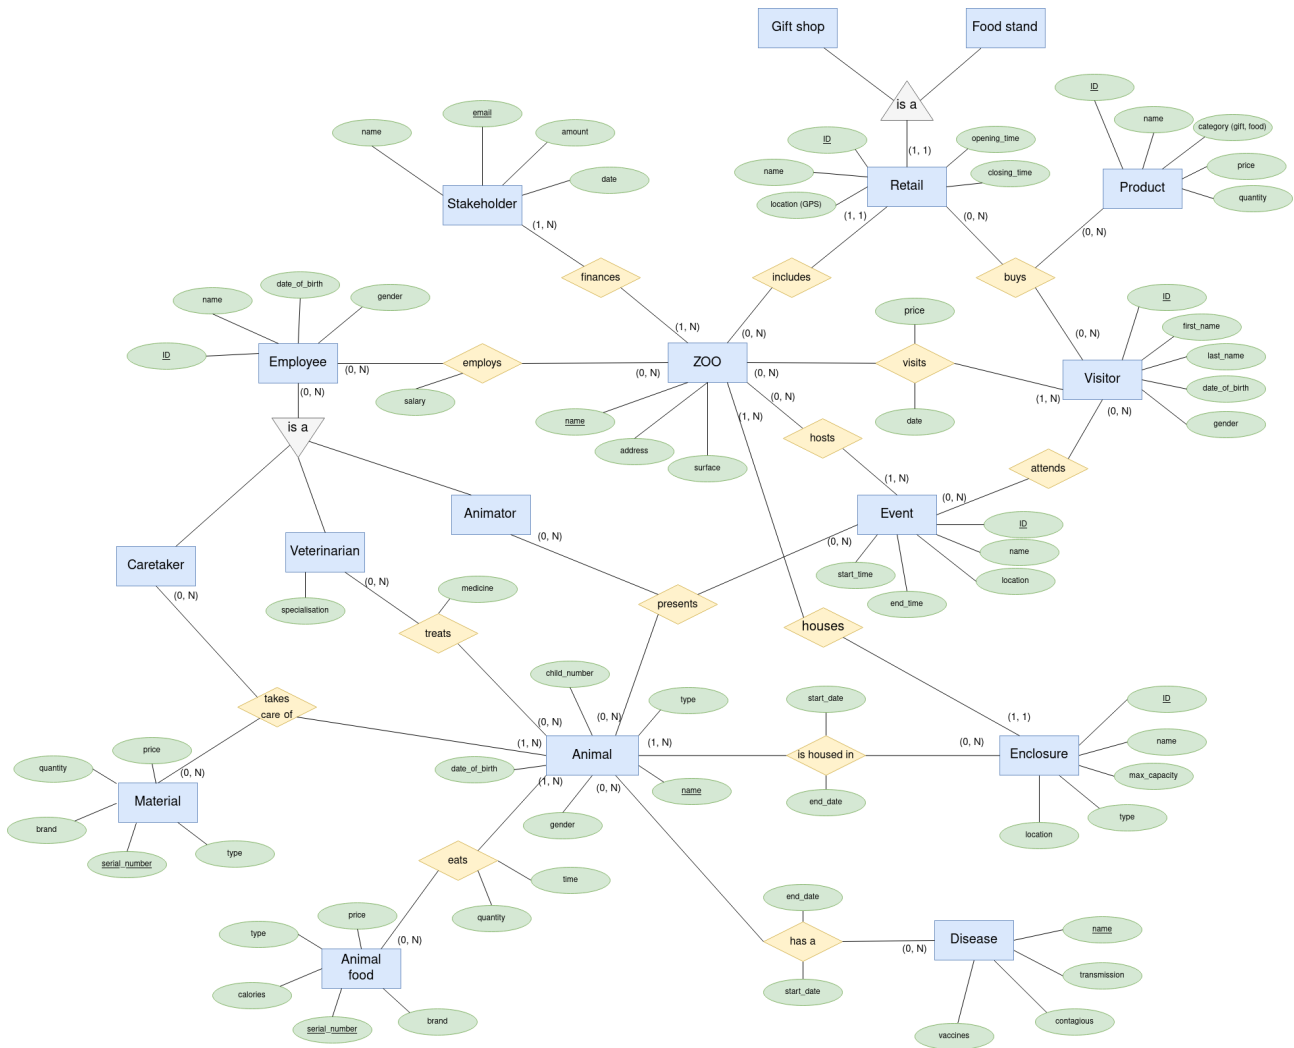 Gift shop
Food stand
is a
(1, 1)
ID
name
category (gift, food)
price
quantity
Product
(0, N)
ID
name
location (GPS)
opening_time
closing_time
Retail
(1, 1)
(0, N)
email
name
amount
date
Stakeholder
(1, N)
finances
(1, N)
includes
(0, N)
buys
(0, N)
date_of_birth
name
gender
ID
Employee
(0, N)
(0, N)
employs
salary
(0, N)
ZOO
(0, N)
name
address
surface
price
visits
date
(1, N)
ID
first_name
last_name
date_of_birth
gender
Visitor
(0, N)
(0, N)
hosts
(1, N)
(1, N)
attends
(0, N)
is a
Animator
(0, N)
Event
(0, N)
ID
name
location
start_time
end_time
Caretaker
(0, N)
Veterinarian
(0, N)
specialisation
medicine
treats
presents
houses
(0, N)
(0, N)
(1, 1)
takes
care of
(1, N)
child_number
type
Animal
(1, N)
date_of_birth
(1, N)
gender
(0, N)
name
start_date
is housed in
end_date
(0, N)
Enclosure
ID
name
max_capacity
type
location
price
quantity
(0, N)
Material
brand
serial_number
type
eats
time
quantity
price
type
(0, N)
Animal
food
calories
serial_number
brand
end_date
has a
start_date
(0, N)
Disease
name
transmission
contagious
vaccines